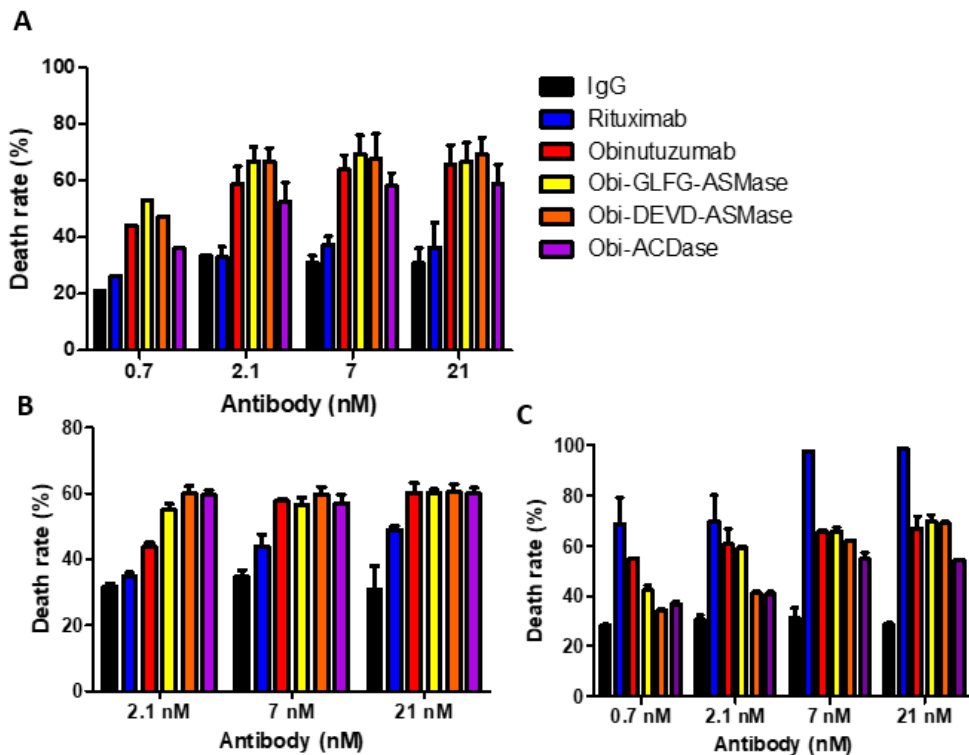 A
Death rate (%)
100
80
60
40
20
0
0.7 2.1 7 21
Antibody (nM)
IgG
Rituximab
Obinutuzumab
Obi-GLFG-ASMase
Obi-DEVD-ASMase
Obi-ACDase
B
Death rate (%)
80
60
40
20
0
2.1 nM 7 nM 21 nM
Antibody (nM)
C
Death rate (%)
100
80
60
40
20
0
0.7 nM 2.1 nM 7 nM 21 nM
Antibody (nM)